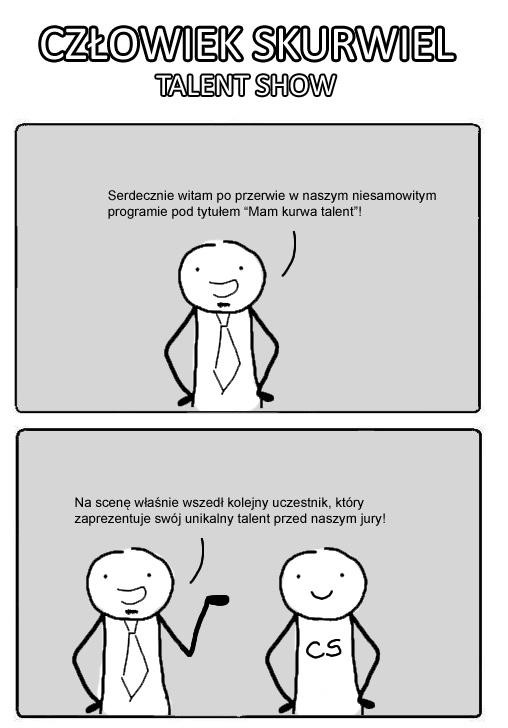 CZŁOWIEK SKURWIEL
TALENT SHOW
Serdecznie witam po przerwie w naszym niesamowitym
programie pod tytułem “Mam kurwa talent”!
Na scenę właśnie wszedł kolejny uczestnik, który
zaprezentuje swój unikalny talent przed naszym jury!
CS